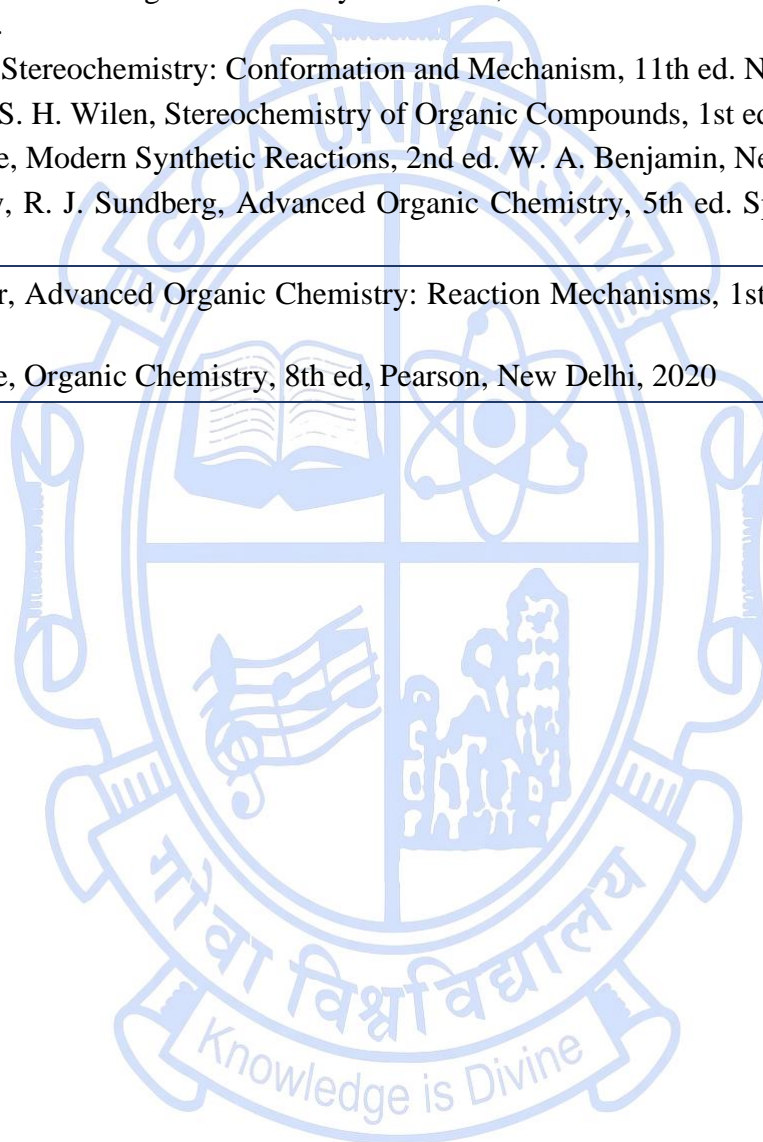 .
Stereochemistry: Conformation and Mechanism, 11th ed. N
S. H. Wilen, Stereochemistry of Organic Compounds, 1st ed
e, Modern Synthetic Reactions, 2nd ed. W. A. Benjamin, Ne
y, R. J. Sundberg, Advanced Organic Chemistry, 5th ed. Sp
r, Advanced Organic Chemistry: Reaction Mechanisms, 1st
e, Organic Chemistry, 8th ed, Pearson, New Delhi, 2020
GOA UNIVERSITY
गोंवा विश्वविद्यालय
Knowledge is Divine